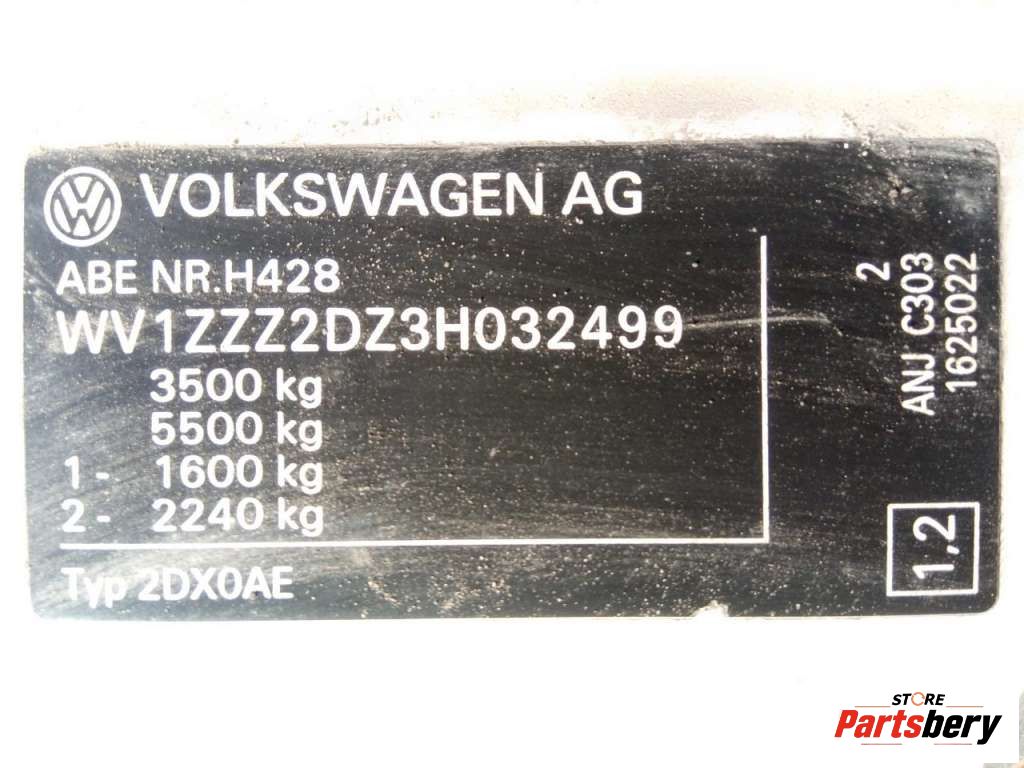 VOLKSWAGEN AG
ABE NR.H428
WV1ZZZ2DZ3H032499
3500 kg
5500 kg
1- 1600 kg
2- 2240 kg
Typ 2DX0AE
2
ANJ C303
1625022
1,2
STORE
Partsbery